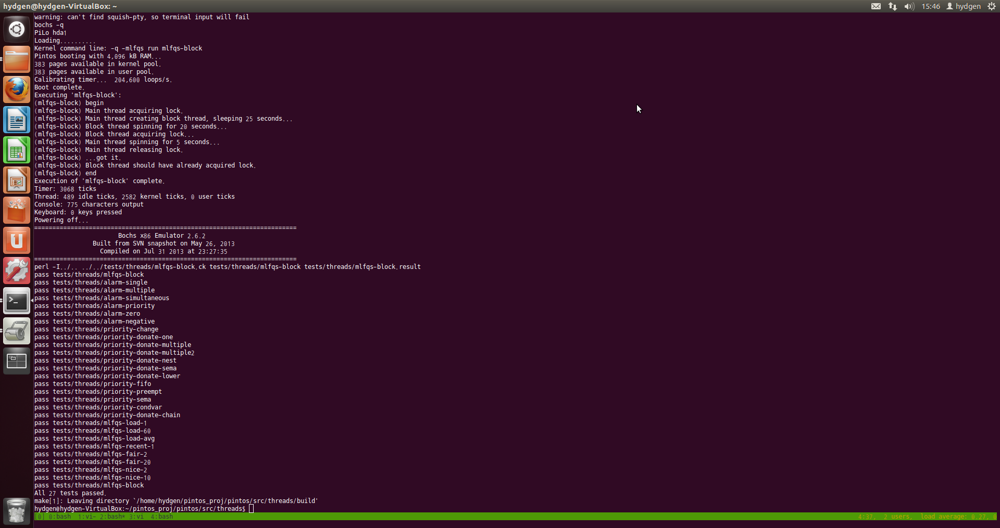 hydgen@hydgen-VirtualBox: ~
15:46 hydgen
warning: can't find squish-pty, so terminal input will fail
bochs -q
PiLo hda1
Loading..........
Kernel command line: -q -mlfqs run mlfqs-block
Pintos booting with 4,096 kB RAM...
383 pages available in kernel pool.
383 pages available in user pool.
Calibrating timer...  204,600 loops/s.
Boot complete.
Executing 'mlfqs-block':
(mlfqs-block) begin
(mlfqs-block) Main thread acquiring lock.
(mlfqs-block) Main thread creating block thread, sleeping 25 seconds...
(mlfqs-block) Block thread spinning for 20 seconds...
(mlfqs-block) Block thread acquiring lock...
(mlfqs-block) Main thread spinning for 5 seconds...
(mlfqs-block) Main thread releasing lock.
(mlfqs-block) ...got it.
(mlfqs-block) Block thread should have already acquired lock.
(mlfqs-block) end
Execution of 'mlfqs-block' complete.
Timer: 3068 ticks
Thread: 489 idle ticks, 2582 kernel ticks, 0 user ticks
Console: 775 characters output
Keyboard: 0 keys pressed
Powering off...
========================================================================
Bochs x86 Emulator 2.6.2
Built from SVN snapshot on May 26, 2013
Compiled on Jul 31 2013 at 23:27:35
========================================================================
perl -I../.. ../../tests/threads/mlfqs-block.ck tests/threads/mlfqs-block tests/threads/mlfqs-block.result
pass tests/threads/mlfqs-block
pass tests/threads/alarm-single
pass tests/threads/alarm-multiple
pass tests/threads/alarm-simultaneous
pass tests/threads/alarm-priority
pass tests/threads/alarm-zero
pass tests/threads/alarm-negative
pass tests/threads/priority-change
pass tests/threads/priority-donate-one
pass tests/threads/priority-donate-multiple
pass tests/threads/priority-donate-multiple2
pass tests/threads/priority-donate-nest
pass tests/threads/priority-donate-sema
pass tests/threads/priority-donate-lower
pass tests/threads/priority-fifo
pass tests/threads/priority-preempt
pass tests/threads/priority-sema
pass tests/threads/priority-condvar
pass tests/threads/priority-donate-chain
pass tests/threads/mlfqs-load-1
pass tests/threads/mlfqs-load-60
pass tests/threads/mlfqs-load-avg
pass tests/threads/mlfqs-recent-1
pass tests/threads/mlfqs-fair-2
pass tests/threads/mlfqs-fair-20
pass tests/threads/mlfqs-nice-2
pass tests/threads/mlfqs-nice-10
pass tests/threads/mlfqs-block
All 27 tests passed.
make[1]: Leaving directory `/home/hydgen/pintos_proj/pintos/src/threads/build'
hydgen@hydgen-VirtualBox:~/pintos_proj/pintos/src/threads$
[0] 0:bash  1:vi- 2:bash* 3:vi  4:bash 4:37,  2 users,  load average: 0.27, 0